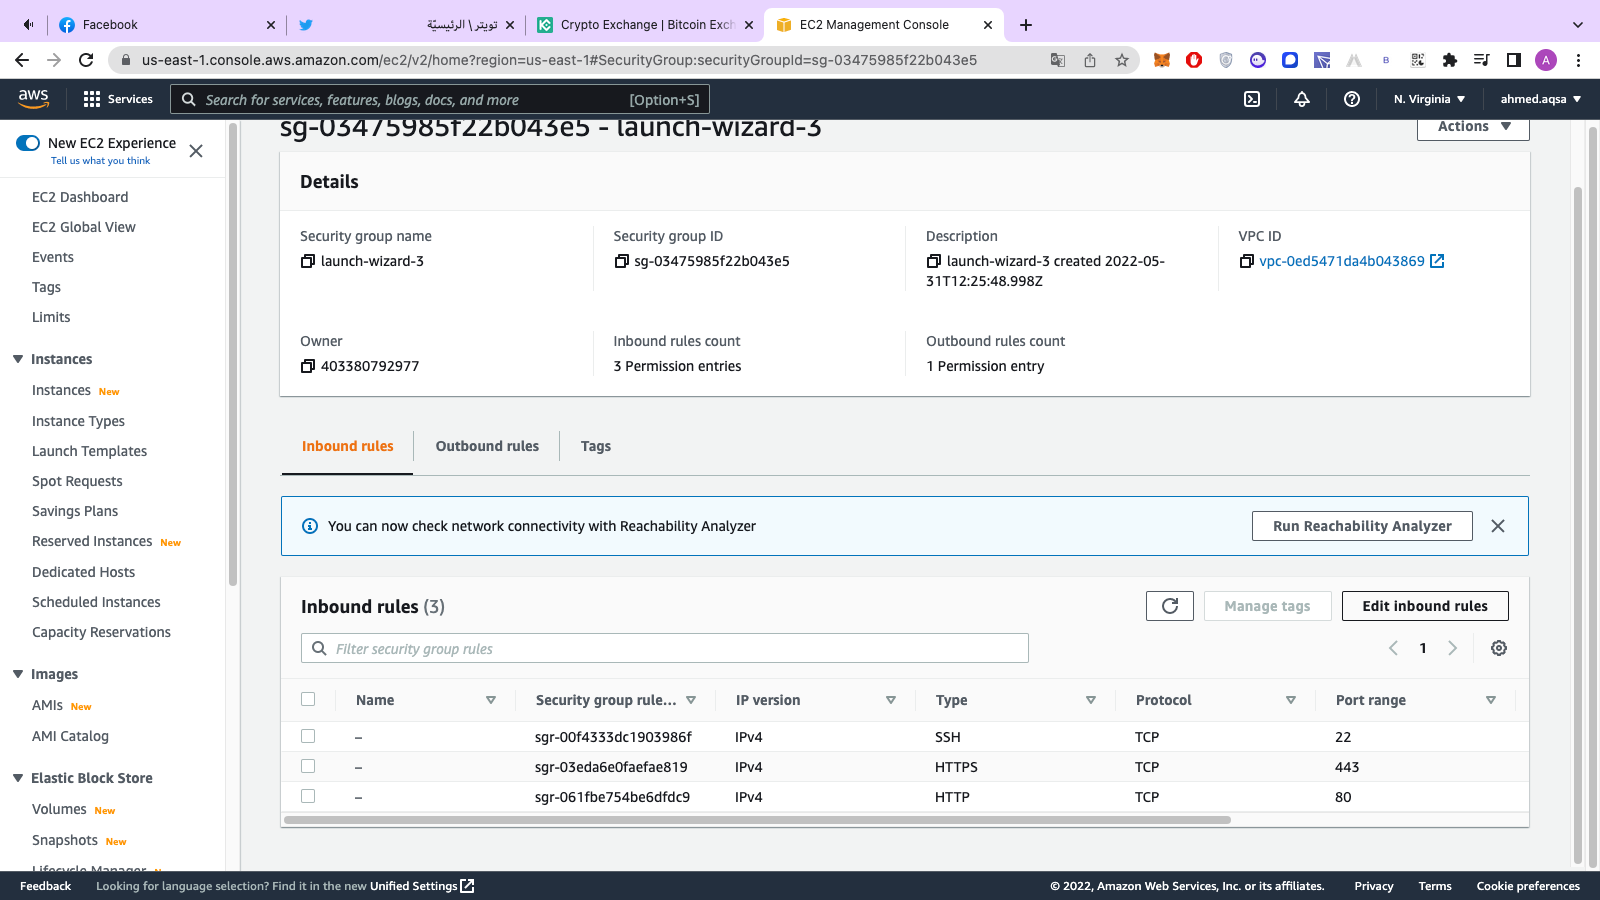 Facebook
تويتر \ الرئيسيّة
Crypto Exchange | Bitcoin Exch
EC2 Management Console
us-east-1.console.aws.amazon.com/ec2/v2/home?region=us-east-1#SecurityGroup:securityGroupId=sg-03475985f22b043e5
aws
Services
Search for services, features, blogs, docs, and more
[Option+S]
N. Virginia
ahmed.aqsa
New EC2 Experience
Tell us what you think
EC2 Dashboard
EC2 Global View
Events
Tags
Limits
Instances
Instances New
Instance Types
Launch Templates
Spot Requests
Savings Plans
Reserved Instances New
Dedicated Hosts
Scheduled Instances
Capacity Reservations
Images
AMIs New
AMI Catalog
Elastic Block Store
Volumes New
Snapshots New
Lifecycle Manager
sg-03475985f22b043e5 - launch-wizard-3
Actions
Details
Security group name
launch-wizard-3
Security group ID
sg-03475985f22b043e5
Description
launch-wizard-3 created 2022-05-
31T12:25:48.998Z
VPC ID
vpc-0ed5471da4b043869
Owner
403380792977
Inbound rules count
3 Permission entries
Outbound rules count
1 Permission entry
Inbound rules
Outbound rules
Tags
You can now check network connectivity with Reachability Analyzer
Run Reachability Analyzer
Inbound rules (3)
Manage tags
Edit inbound rules
Filter security group rules
1
Name Security group rule... IP version Type Protocol Port range
– sgr-00f4333dc1903986f IPv4 SSH TCP 22
– sgr-03eda6e0faefae819 IPv4 HTTPS TCP 443
– sgr-061fbe754be6dfdc9 IPv4 HTTP TCP 80
Feedback
Looking for language selection? Find it in the new Unified Settings
© 2022, Amazon Web Services, Inc. or its affiliates.
Privacy
Terms
Cookie preferences